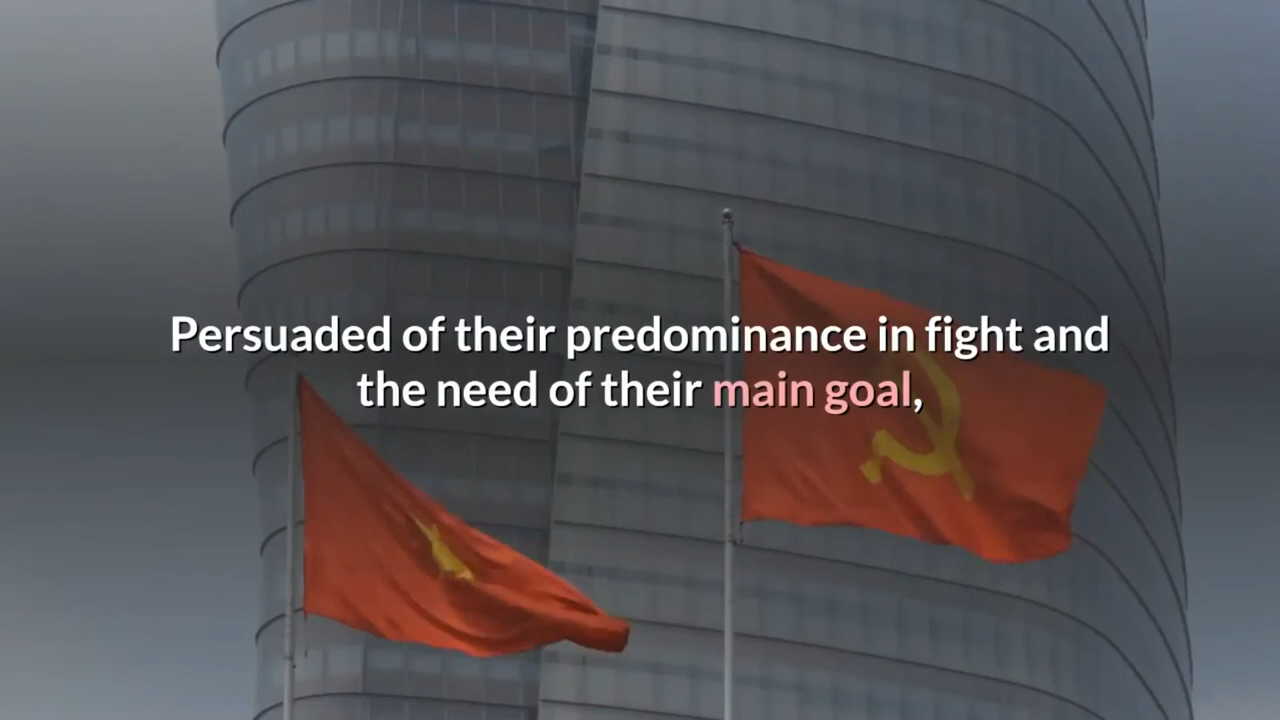 Persuaded of their predominance in fight and
the need of their main goal,